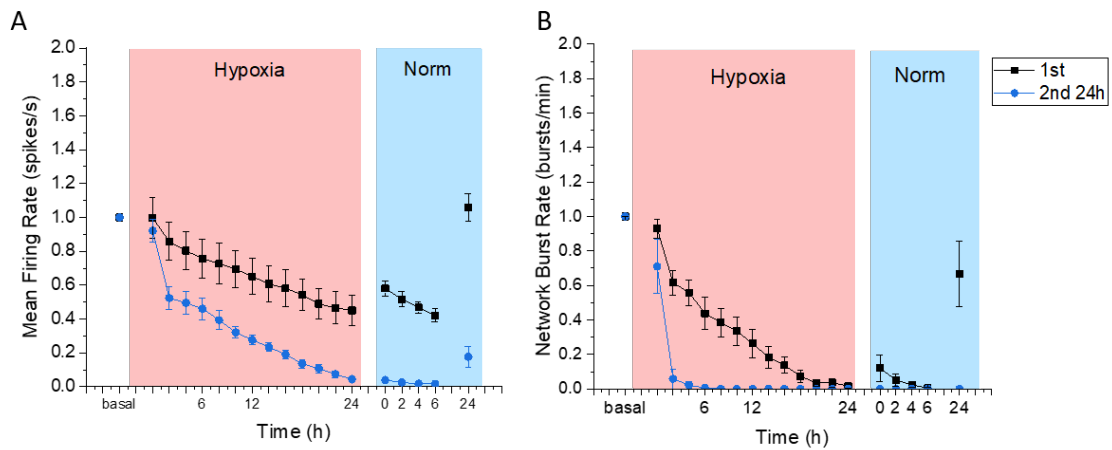 A
Mean Firing Rate (spikes/s)
2.0
1.8
1.6
1.4
1.2
1.0
0.8
0.6
0.4
0.2
0.0
Hypoxia
Norm
basal 6 12 24 0 2 4 6 24
Time (h)
B
Network Burst Rate (bursts/min)
2.0
1.8
1.6
1.4
1.2
1.0
0.8
0.6
0.4
0.2
0.0
Hypoxia
Norm
basal 6 12 24 0 2 4 6 24
Time (h)
1st
2nd 24h